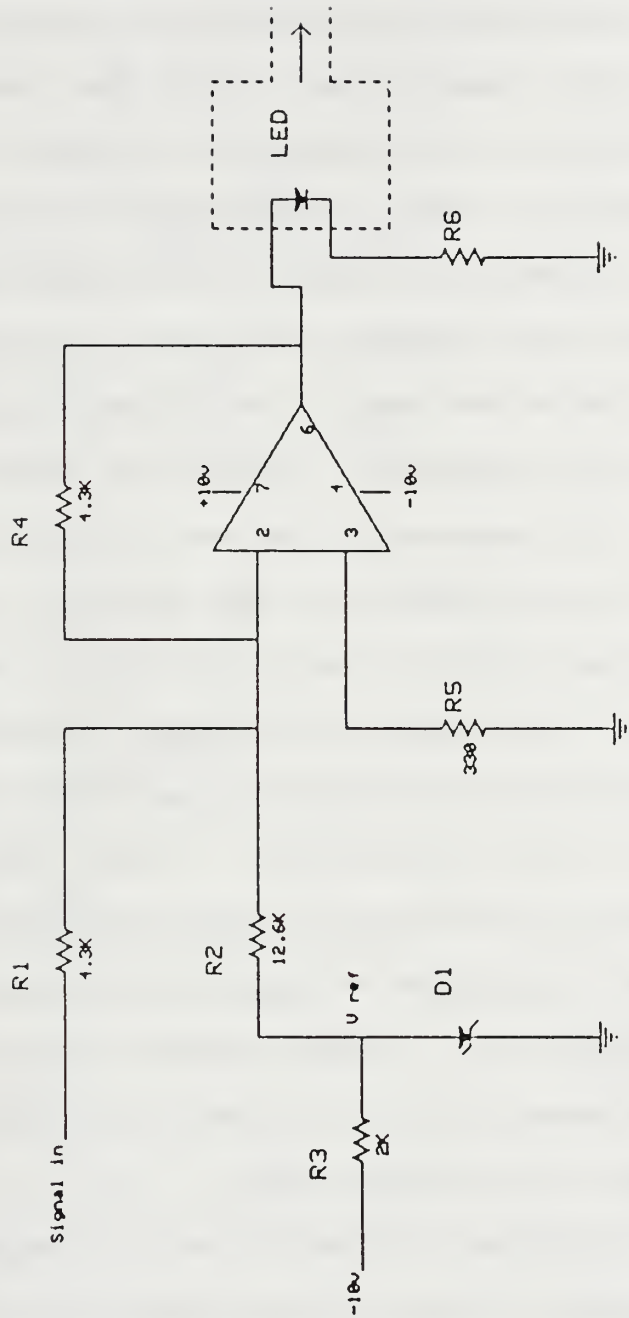 Signal in
R1
4.3K
R4
4.3K
R2
12.6K
V ref
D1
R3
2K
-10v
+10v
7
2
6
3
4
-10v
R5
330
LED
R6